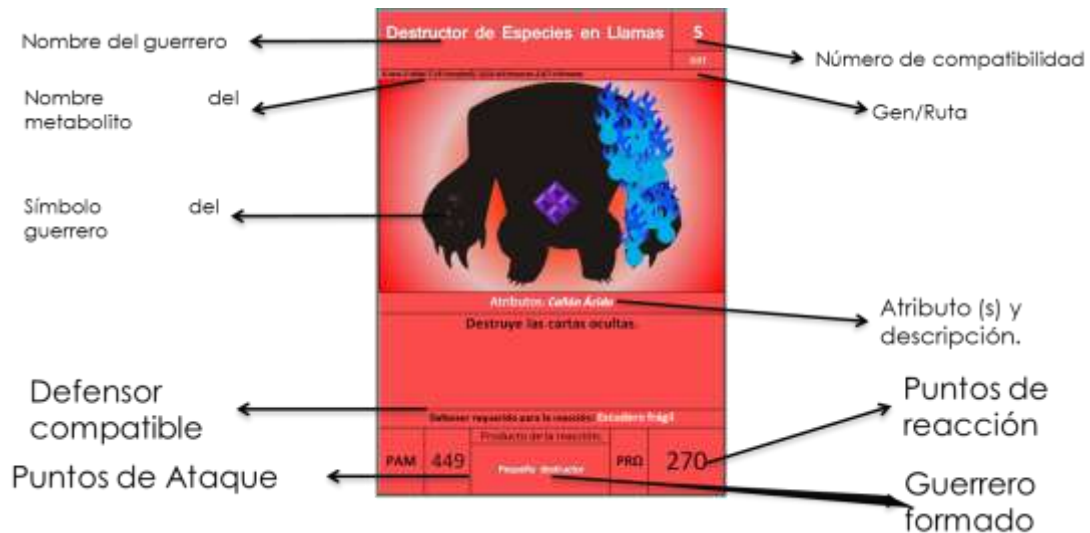 Destructor de Especies en Llamas
5
Nombre del guerrero
Número de compatibilidad
Nombre del
metabolito
Gen/Ruta
Símbolo del
guerrero
Atributos: Cañón Ácido
Destruye las cartas ocultas.
Atributo (s) y
descripción.
Defensor
compatible
Defensor requerido para la reacción: Escudero frágil
Puntos de
reacción
Producto de la reacción:
PAM 449
Pequeño destructor
PRΩ 270
Puntos de Ataque
Guerrero
formado